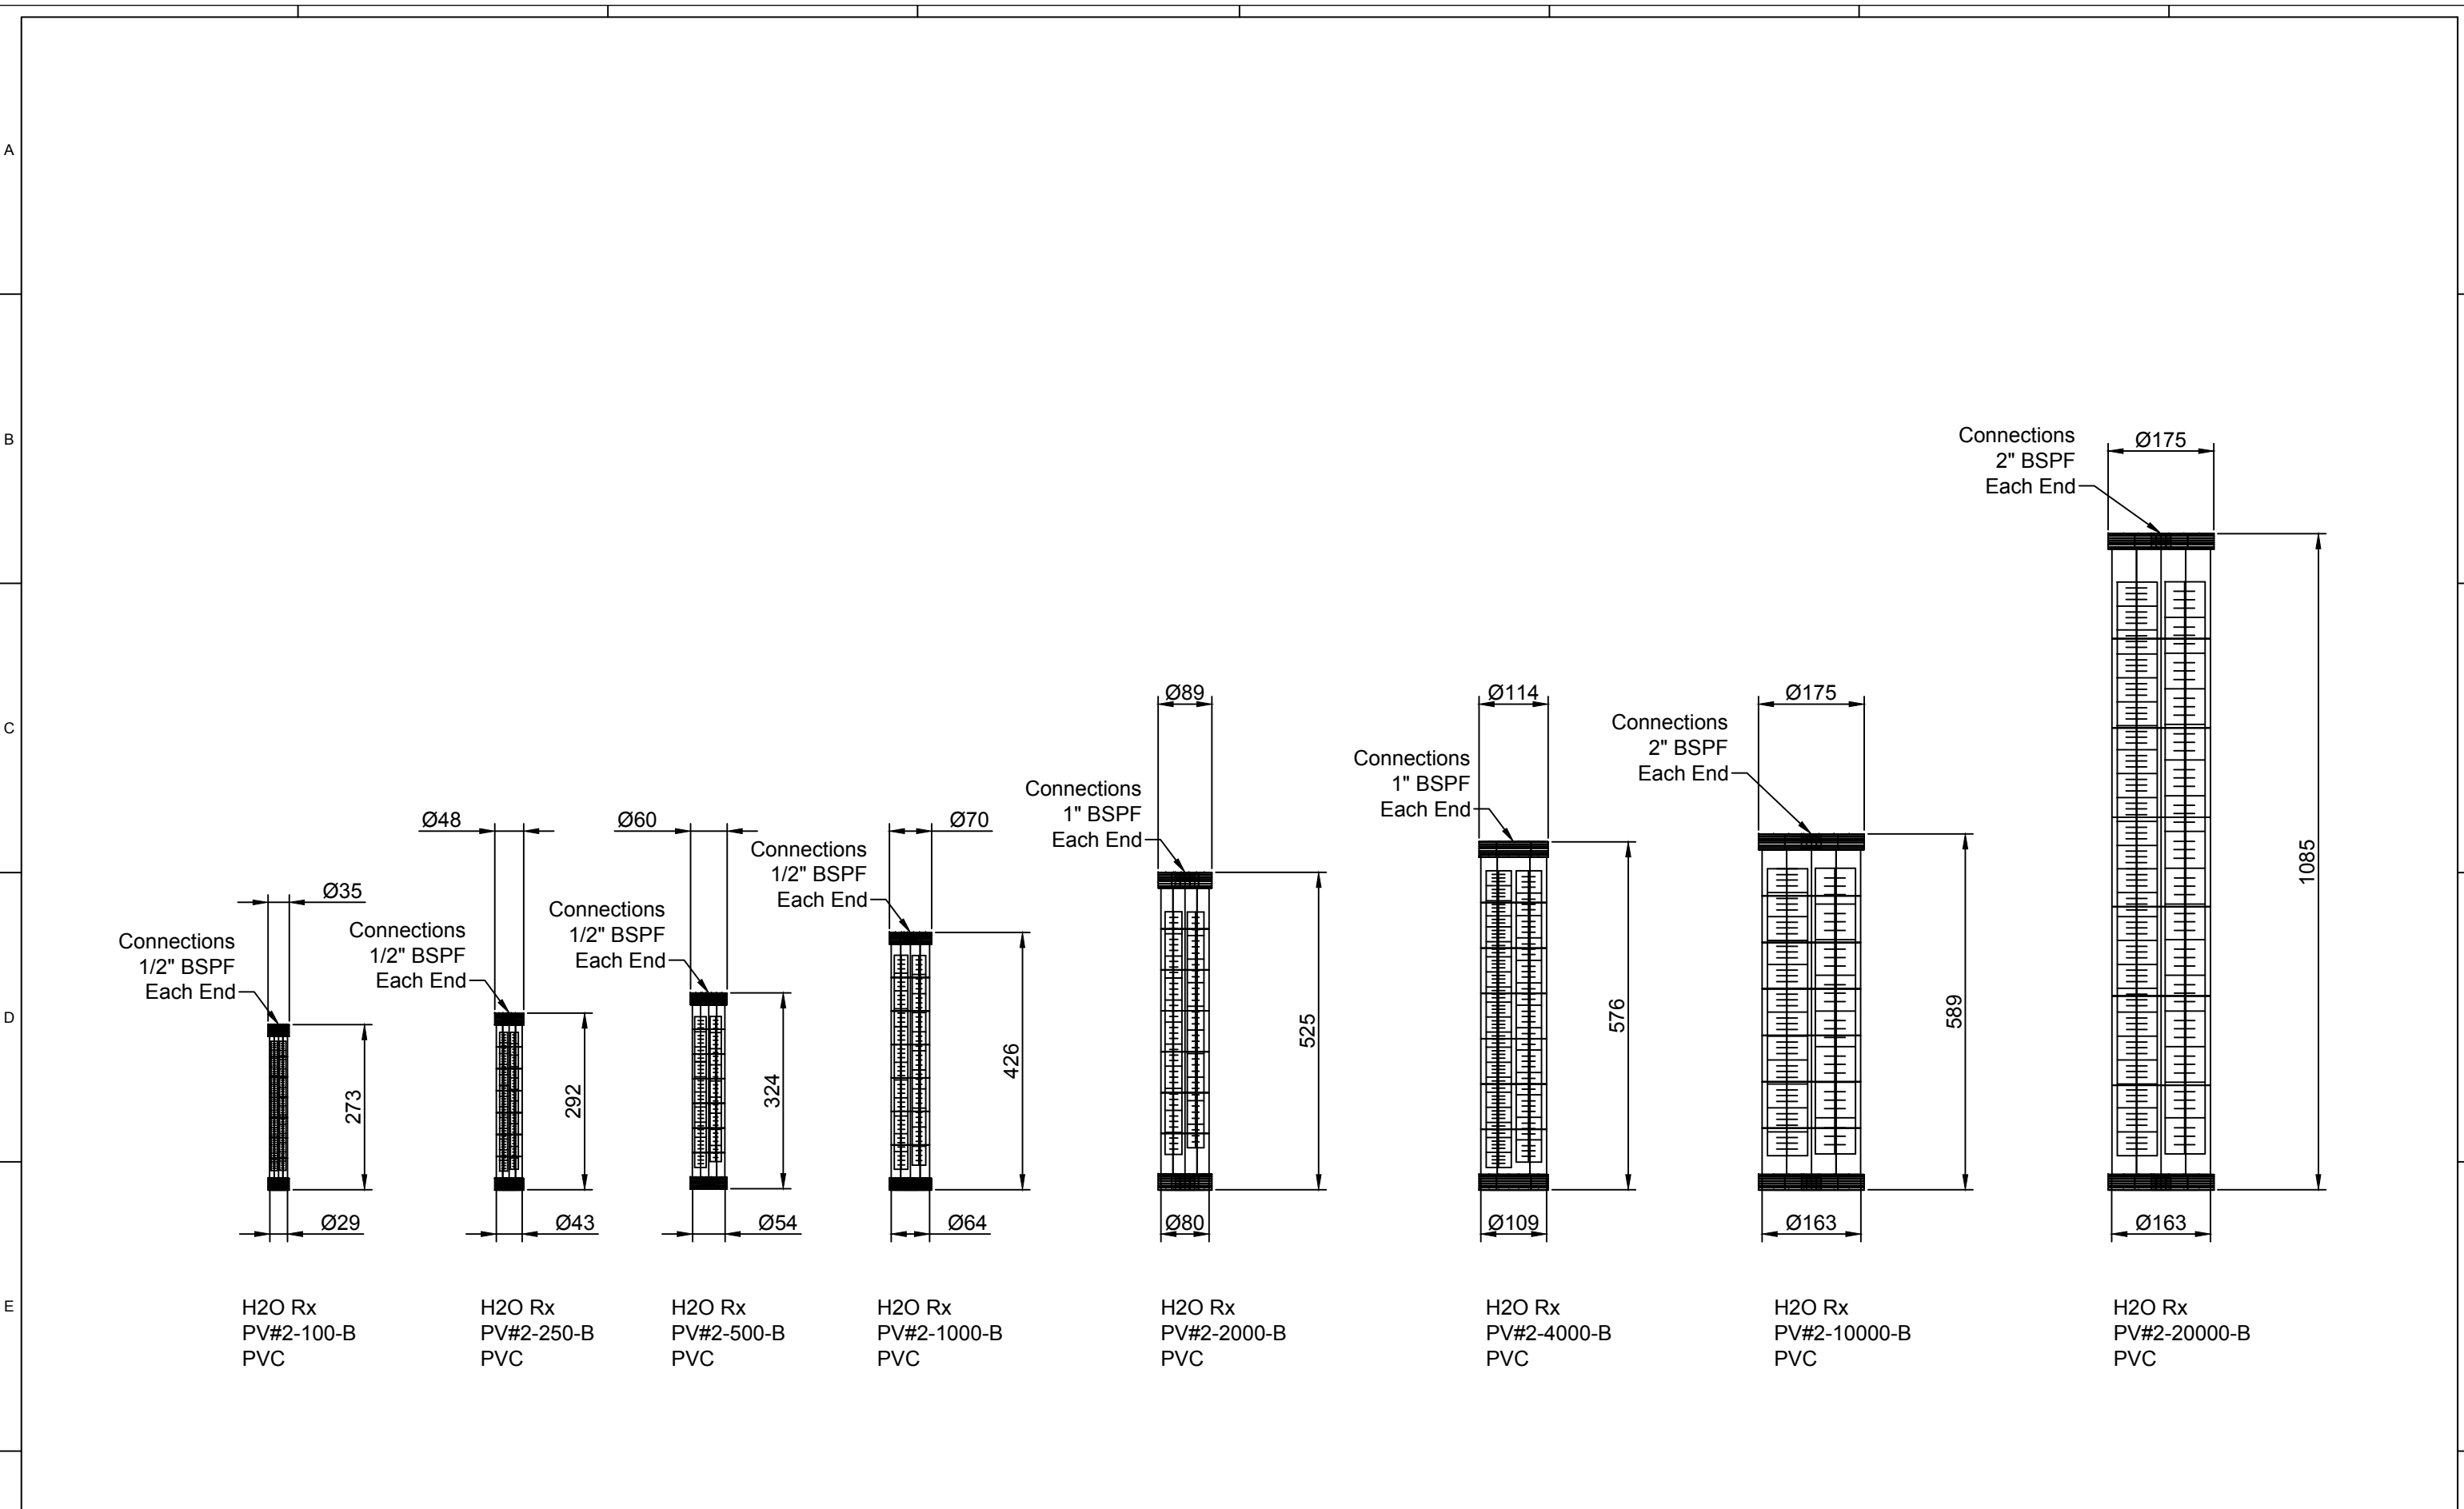 A
B
C
D
E
Connections
1/2" BSPF
Each End
Ø35
273
Ø29
H2O Rx
PV#2-100-B
PVC
Connections
1/2" BSPF
Each End
Ø48
292
Ø43
H2O Rx
PV#2-250-B
PVC
Connections
1/2" BSPF
Each End
Ø60
324
Ø54
H2O Rx
PV#2-500-B
PVC
Connections
1/2" BSPF
Each End
Ø70
426
Ø64
H2O Rx
PV#2-1000-B
PVC
Connections
1" BSPF
Each End
Ø89
525
Ø80
H2O Rx
PV#2-2000-B
PVC
Connections
1" BSPF
Each End
Ø114
576
Ø109
H2O Rx
PV#2-4000-B
PVC
Connections
2" BSPF
Each End
Ø175
589
Ø163
H2O Rx
PV#2-10000-B
PVC
Connections
2" BSPF
Each End
Ø175
1085
Ø163
H2O Rx
PV#2-20000-B
PVC